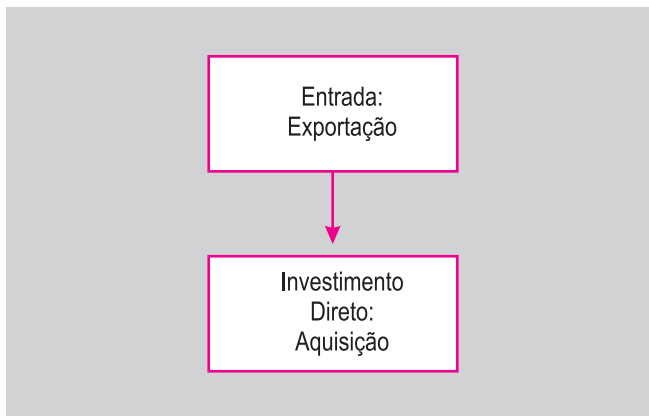 Entrada:
Exportação
Investimento
Direto:
Aquisição